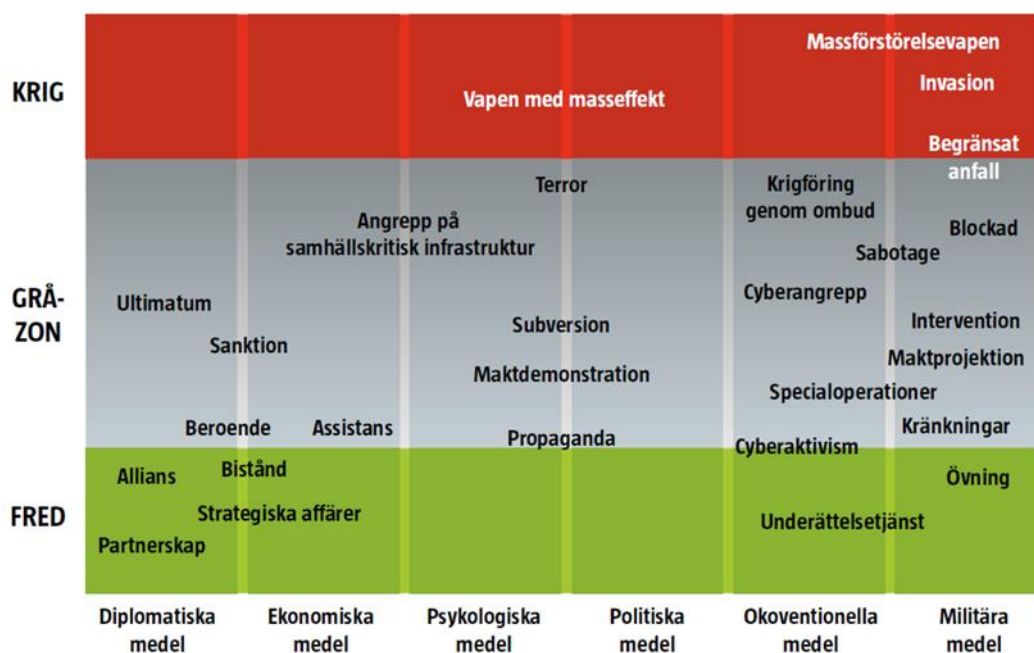 Massförstörelsevapen
KRIG
Invasion
Vapen med masseffekt
Begränsat
anfall
Terror
Krigföring
genom ombud
Angrepp på
samhällskritisk infrastruktur
Blockad
Sabotage
GRÅ-
ZON
Ultimatum
Cyberangrepp
Subversion
Intervention
Sanktion
Maktprojektion
Maktdemonstration
Specialoperationer
Beroende
Assistans
Kränkningar
Propaganda
Cyberaktivism
Allians
Bistånd
Övning
FRED
Strategiska affärer
Underättelsetjänst
Partnerskap
Diplomatiska
medel
Ekonomiska
medel
Psykologiska
medel
Politiska
medel
Okoventionella
medel
Militära
medel